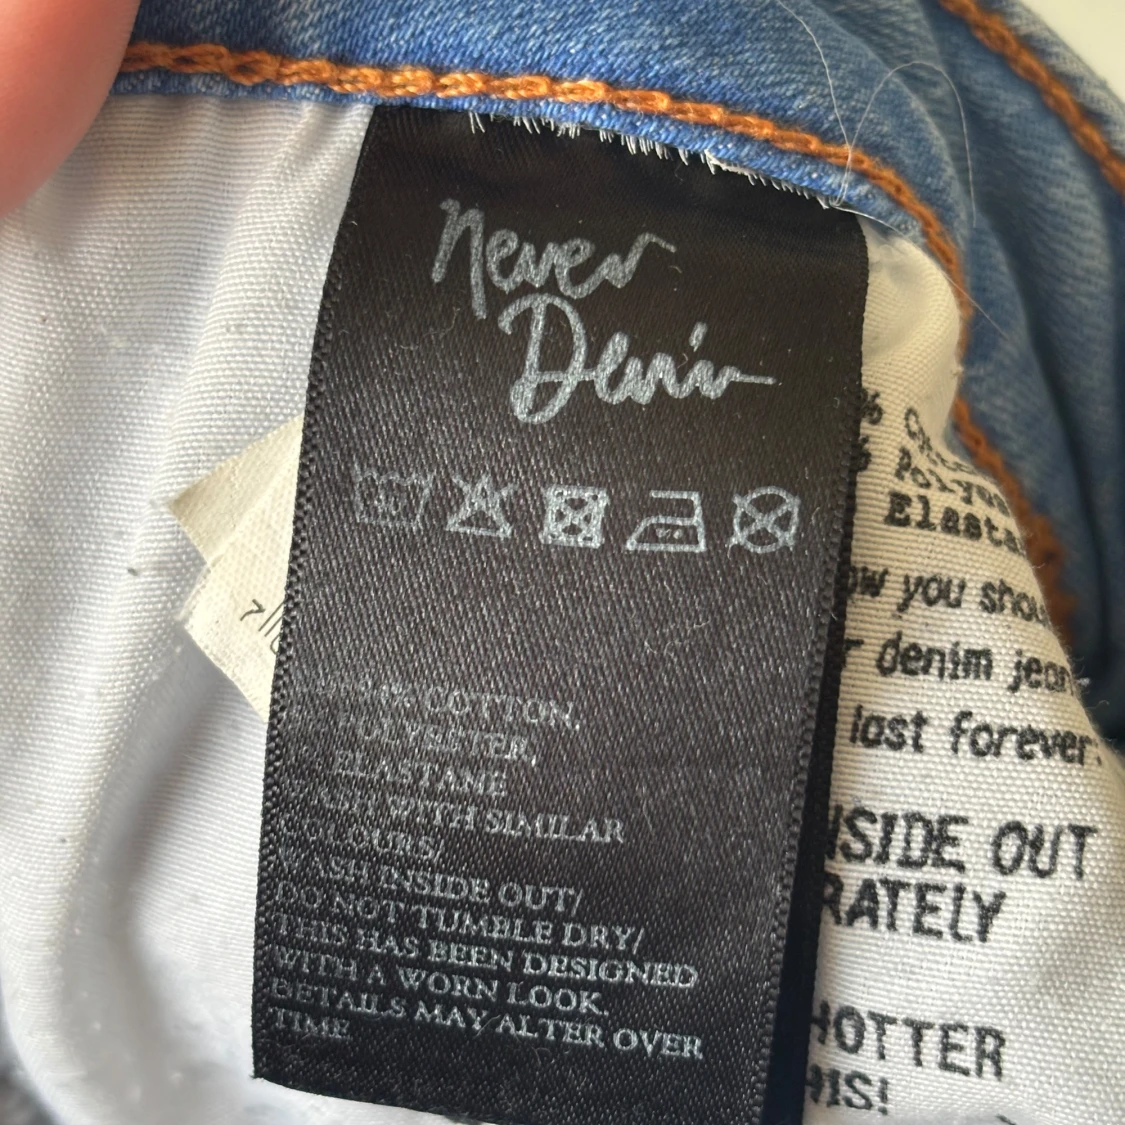 Never
Denim
COTTON,
POLYESTER,
ELASTANE
WASH WITH SIMILAR
COLOURS/
WASH INSIDE OUT/
DO NOT TUMBLE DRY/
THIS HAS BEEN DESIGNED
WITH A WORN LOOK.
DETAILS MAY ALTER OVER
TIME
7
%
%
Elasta
ow you shou
r denim jean
last forever.
NSIDE OUT
RATELY
HOTTER
HIS!